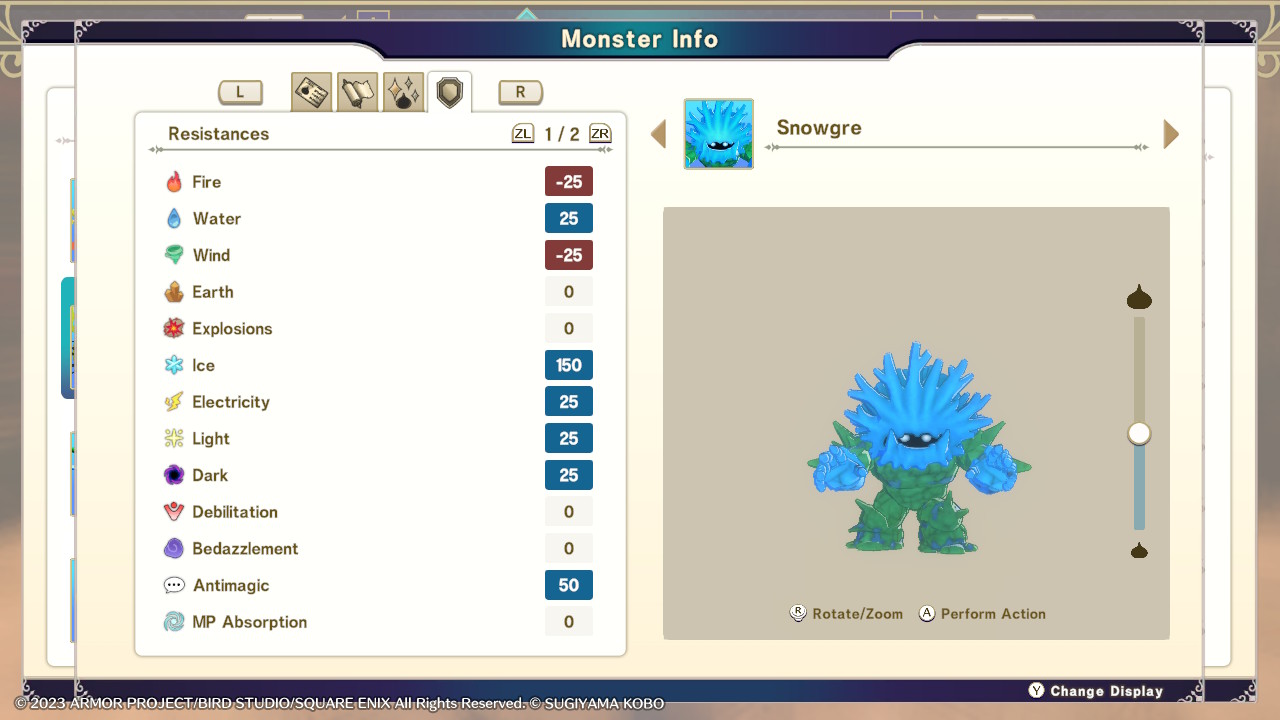 Monster Info
L
R
Resistances
ZL 1 / 2 ZR
Snowgre
Fire -25
Water 25
Wind -25
Earth 0
Explosions 0
Ice 150
Electricity 25
Light 25
Dark 25
Debilitation 0
Bedazzlement 0
Antimagic 50
MP Absorption 0
R Rotate/Zoom A Perform Action
Y Change Display
© 2023 ARMOR PROJECT/BIRD STUDIO/SQUARE ENIX All Rights Reserved. © SUGIYAMA KOBO